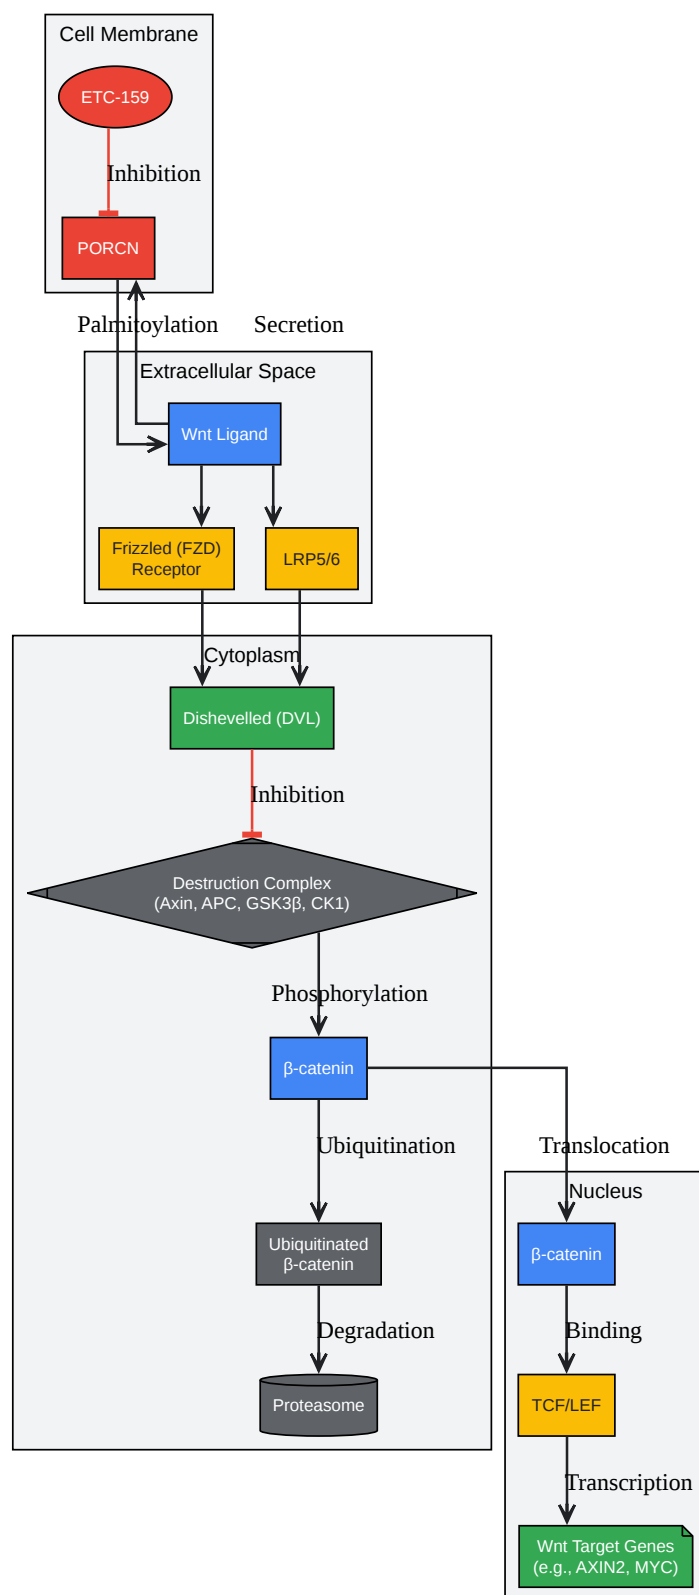 Cell Membrane
ETC-159
Inhibition
PORCN
Palmitoylation
Secretion
Extracellular Space
Wnt Ligand
Frizzled (FZD)
Receptor
LRP5/6
Cytoplasm
Dishevelled (DVL)
Inhibition
Destruction Complex
(Axin, APC, GSK3β, CK1)
Phosphorylation
β-catenin
Ubiquitination
Translocation
Nucleus
Ubiquitinated
β-catenin
β-catenin
Degradation
Binding
Proteasome
TCF/LEF
Transcription
Wnt Target Genes
(e.g., AXIN2, MYC)